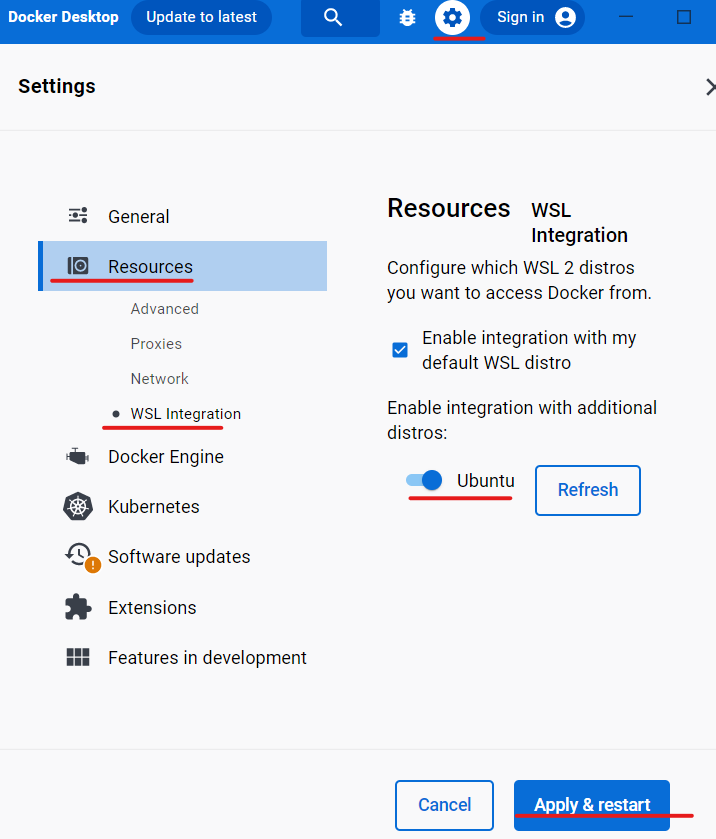 Docker Desktop Update to latest Sign in
Settings
General
Resources
Advanced
Proxies
Network
WSL Integration
Docker Engine
Kubernetes
Software updates
Extensions
Features in development
Resources WSL
Integration
Configure which WSL 2 distros
you want to access Docker from.
Enable integration with my
default WSL distro
Enable integration with additional
distros:
Ubuntu Refresh
Cancel Apply & restart